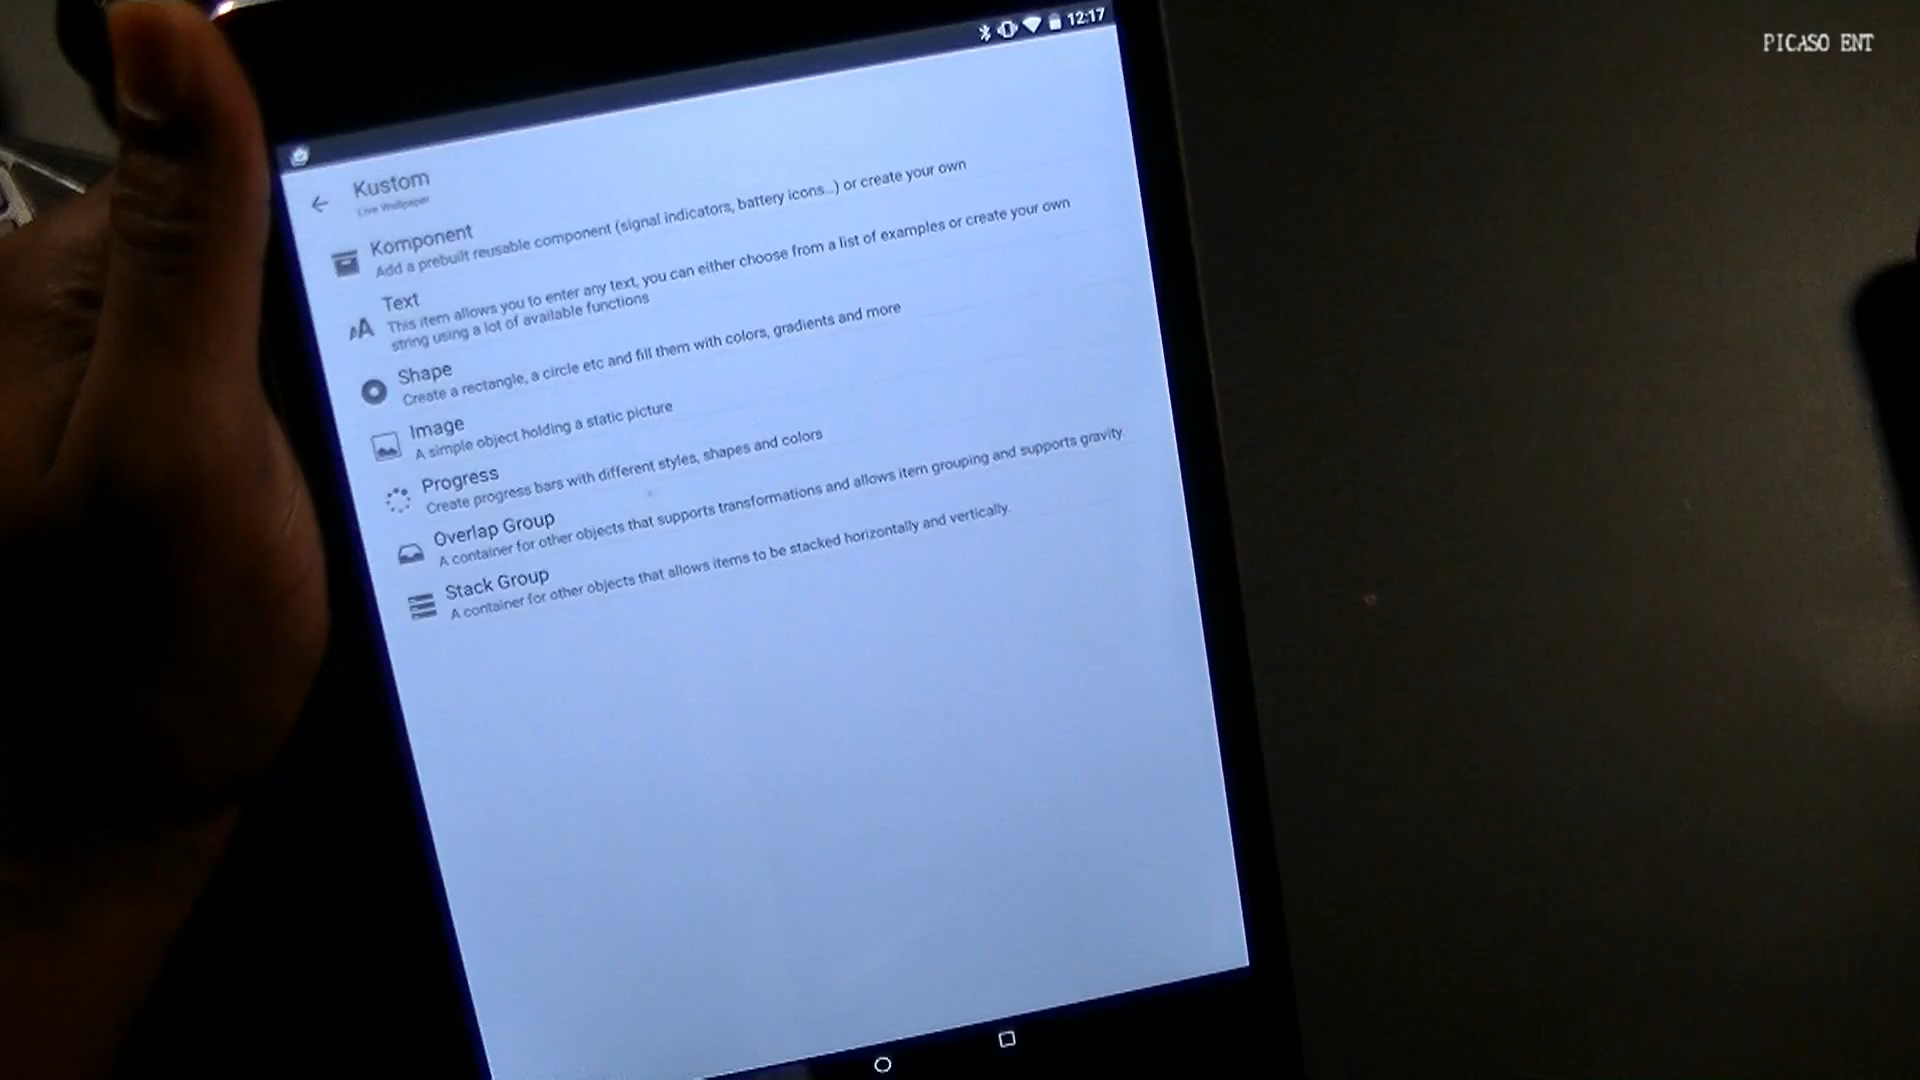 PICASO ENT
12:17
Kustom
Live Wallpaper
Komponent
Add a prebuilt reusable component (signal indicators, battery icons...) or create your own
Text
This item allows you to enter any text, you can either choose from a list of examples or create your own
string using a lot of available functions
Shape
Create a rectangle, a circle etc and fill them with colors, gradients and more
Image
A simple object holding a static picture
Progress
Create progress bars with different styles, shapes and colors
Overlap Group
A container for other objects that supports transformations and allows item grouping and supports gravity.
Stack Group
A container for other objects that allows items to be stacked horizontally and vertically.